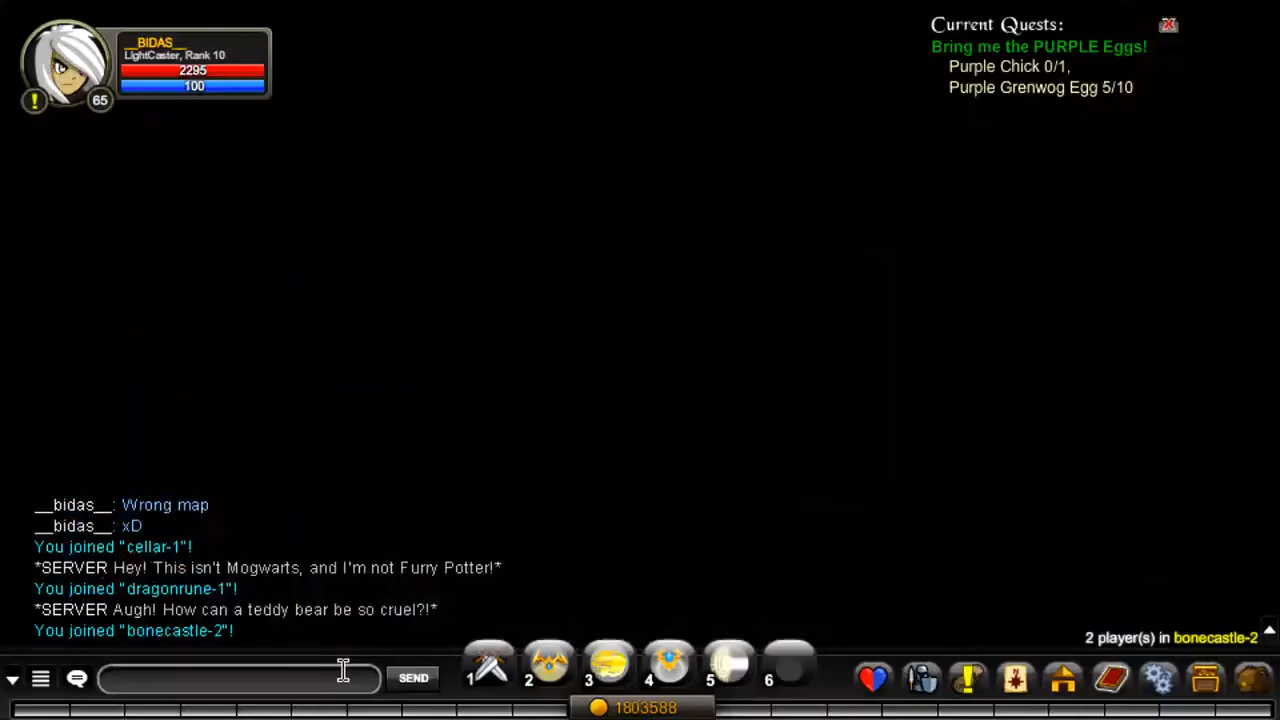 __BIDAS__
LightCaster, Rank 10
2295
100
65
Current Quests:
Bring me the PURPLE Eggs!
Purple Chick 0/1,
Purple Grenwog Egg 5/10
__bidas__: Wrong map
__bidas__: xD
You joined "cellar-1"!
*SERVER Hey! This isn't Mogwarts, and I'm not Furry Potter!*
You joined "dragonrune-1"!
*SERVER Augh! How can a teddy bear be so cruel?!*
You joined "bonecastle-2"!
2 player(s) in bonecastle-2
SEND
1
2
3
4
5
6
1803588